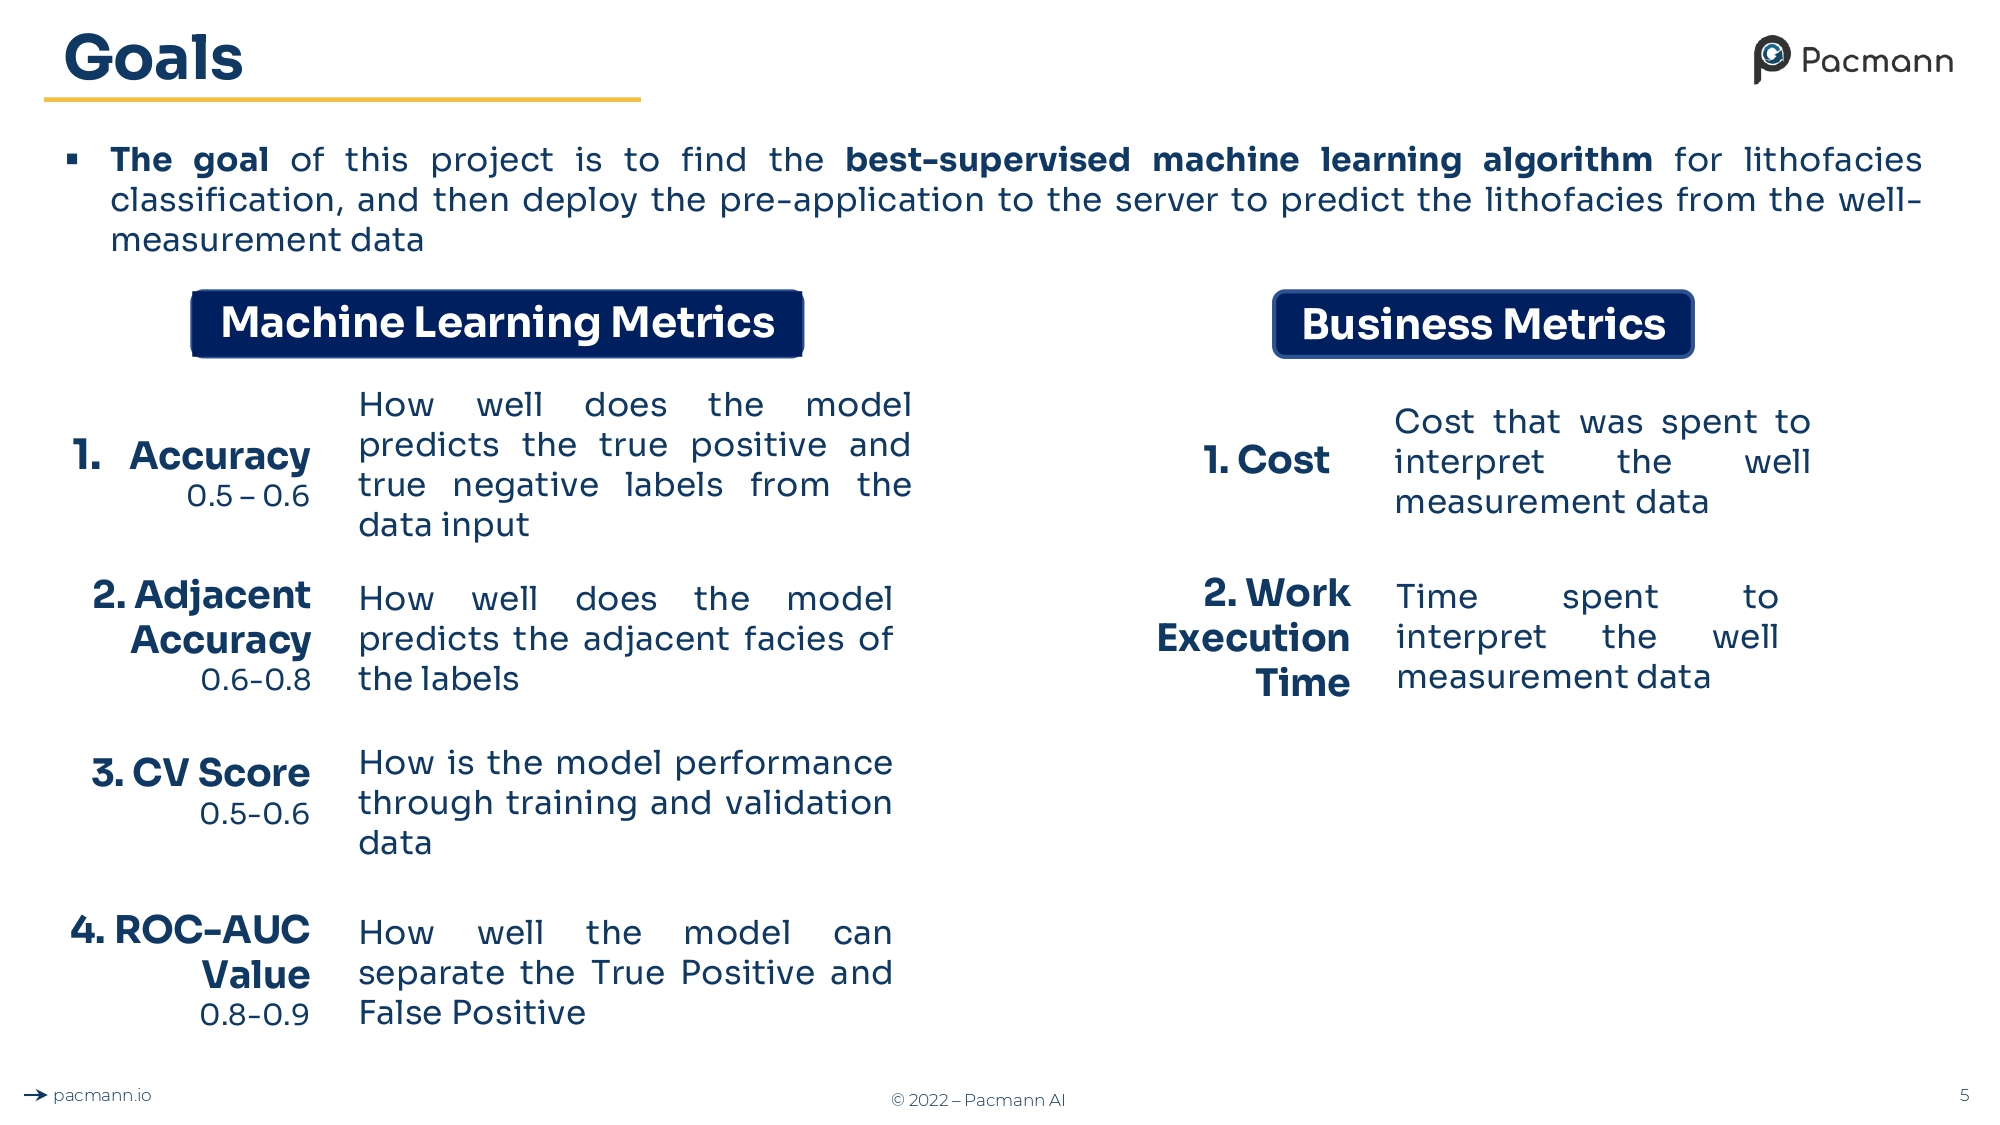 Goals
Pacmann
▪ The goal of this project is to find the best-supervised machine learning algorithm for lithofacies
classification, and then deploy the pre-application to the server to predict the lithofacies from the well-
measurement data
Machine Learning Metrics
1. Accuracy
0.5 – 0.6
How well does the model
predicts the true positive and
true negative labels from the
data input
2. Adjacent
Accuracy
0.6-0.8
How well does the model
predicts the adjacent facies of
the labels
3. CV Score
0.5-0.6
How is the model performance
through training and validation
data
4. ROC-AUC
Value
0.8-0.9
How well the model can
separate the True Positive and
False Positive
Business Metrics
1. Cost
Cost that was spent to
interpret the well
measurement data
2. Work
Execution
Time
Time spent to
interpret the well
measurement data
pacmann.io
© 2022 – Pacmann AI
5